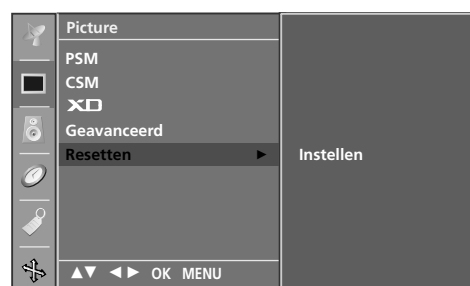 Picture
PSM
CSM
XD
Geavanceerd
Resetten ►
Instellen
▲▼ ◄► OK MENU